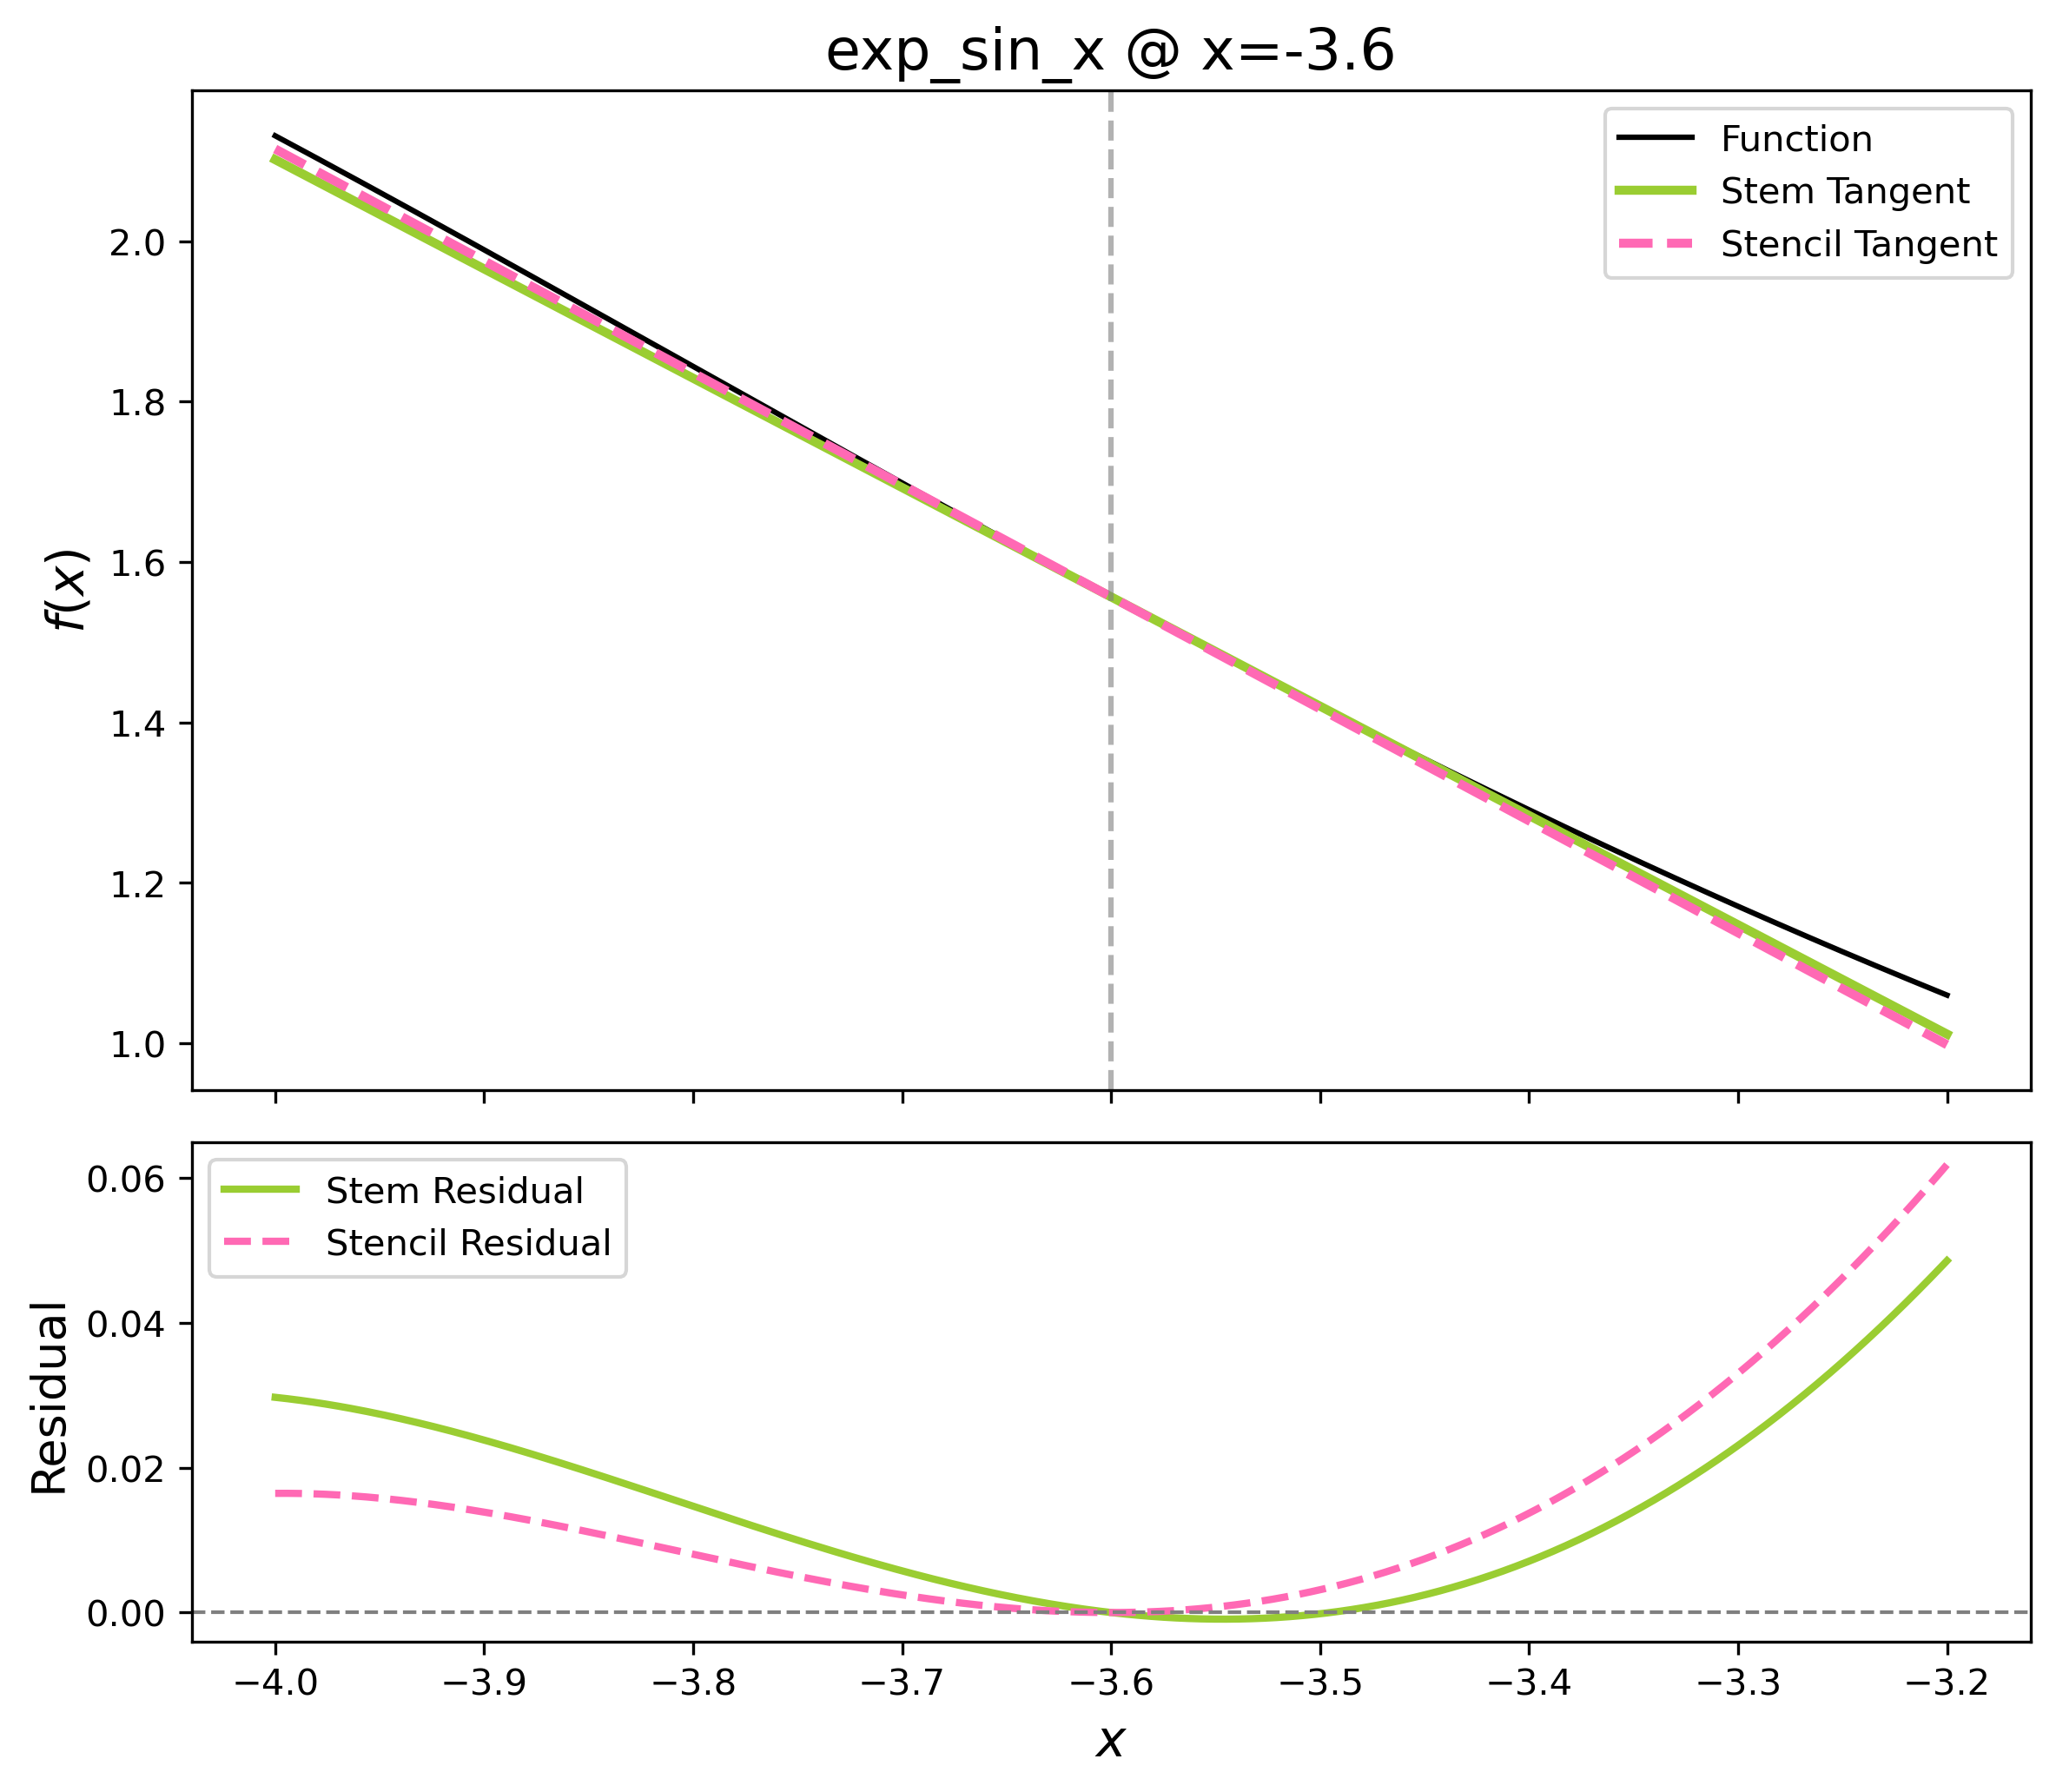 exp_sin_x @ x=-3.6
Function
Stem Tangent
Stencil Tangent
f(x)
2.0
1.8
1.6
1.4
1.2
1.0
Stem Residual
Stencil Residual
Residual
0.06
0.04
0.02
0.00
−4.0 −3.9 −3.8 −3.7 −3.6 −3.5 −3.4 −3.3 −3.2
x